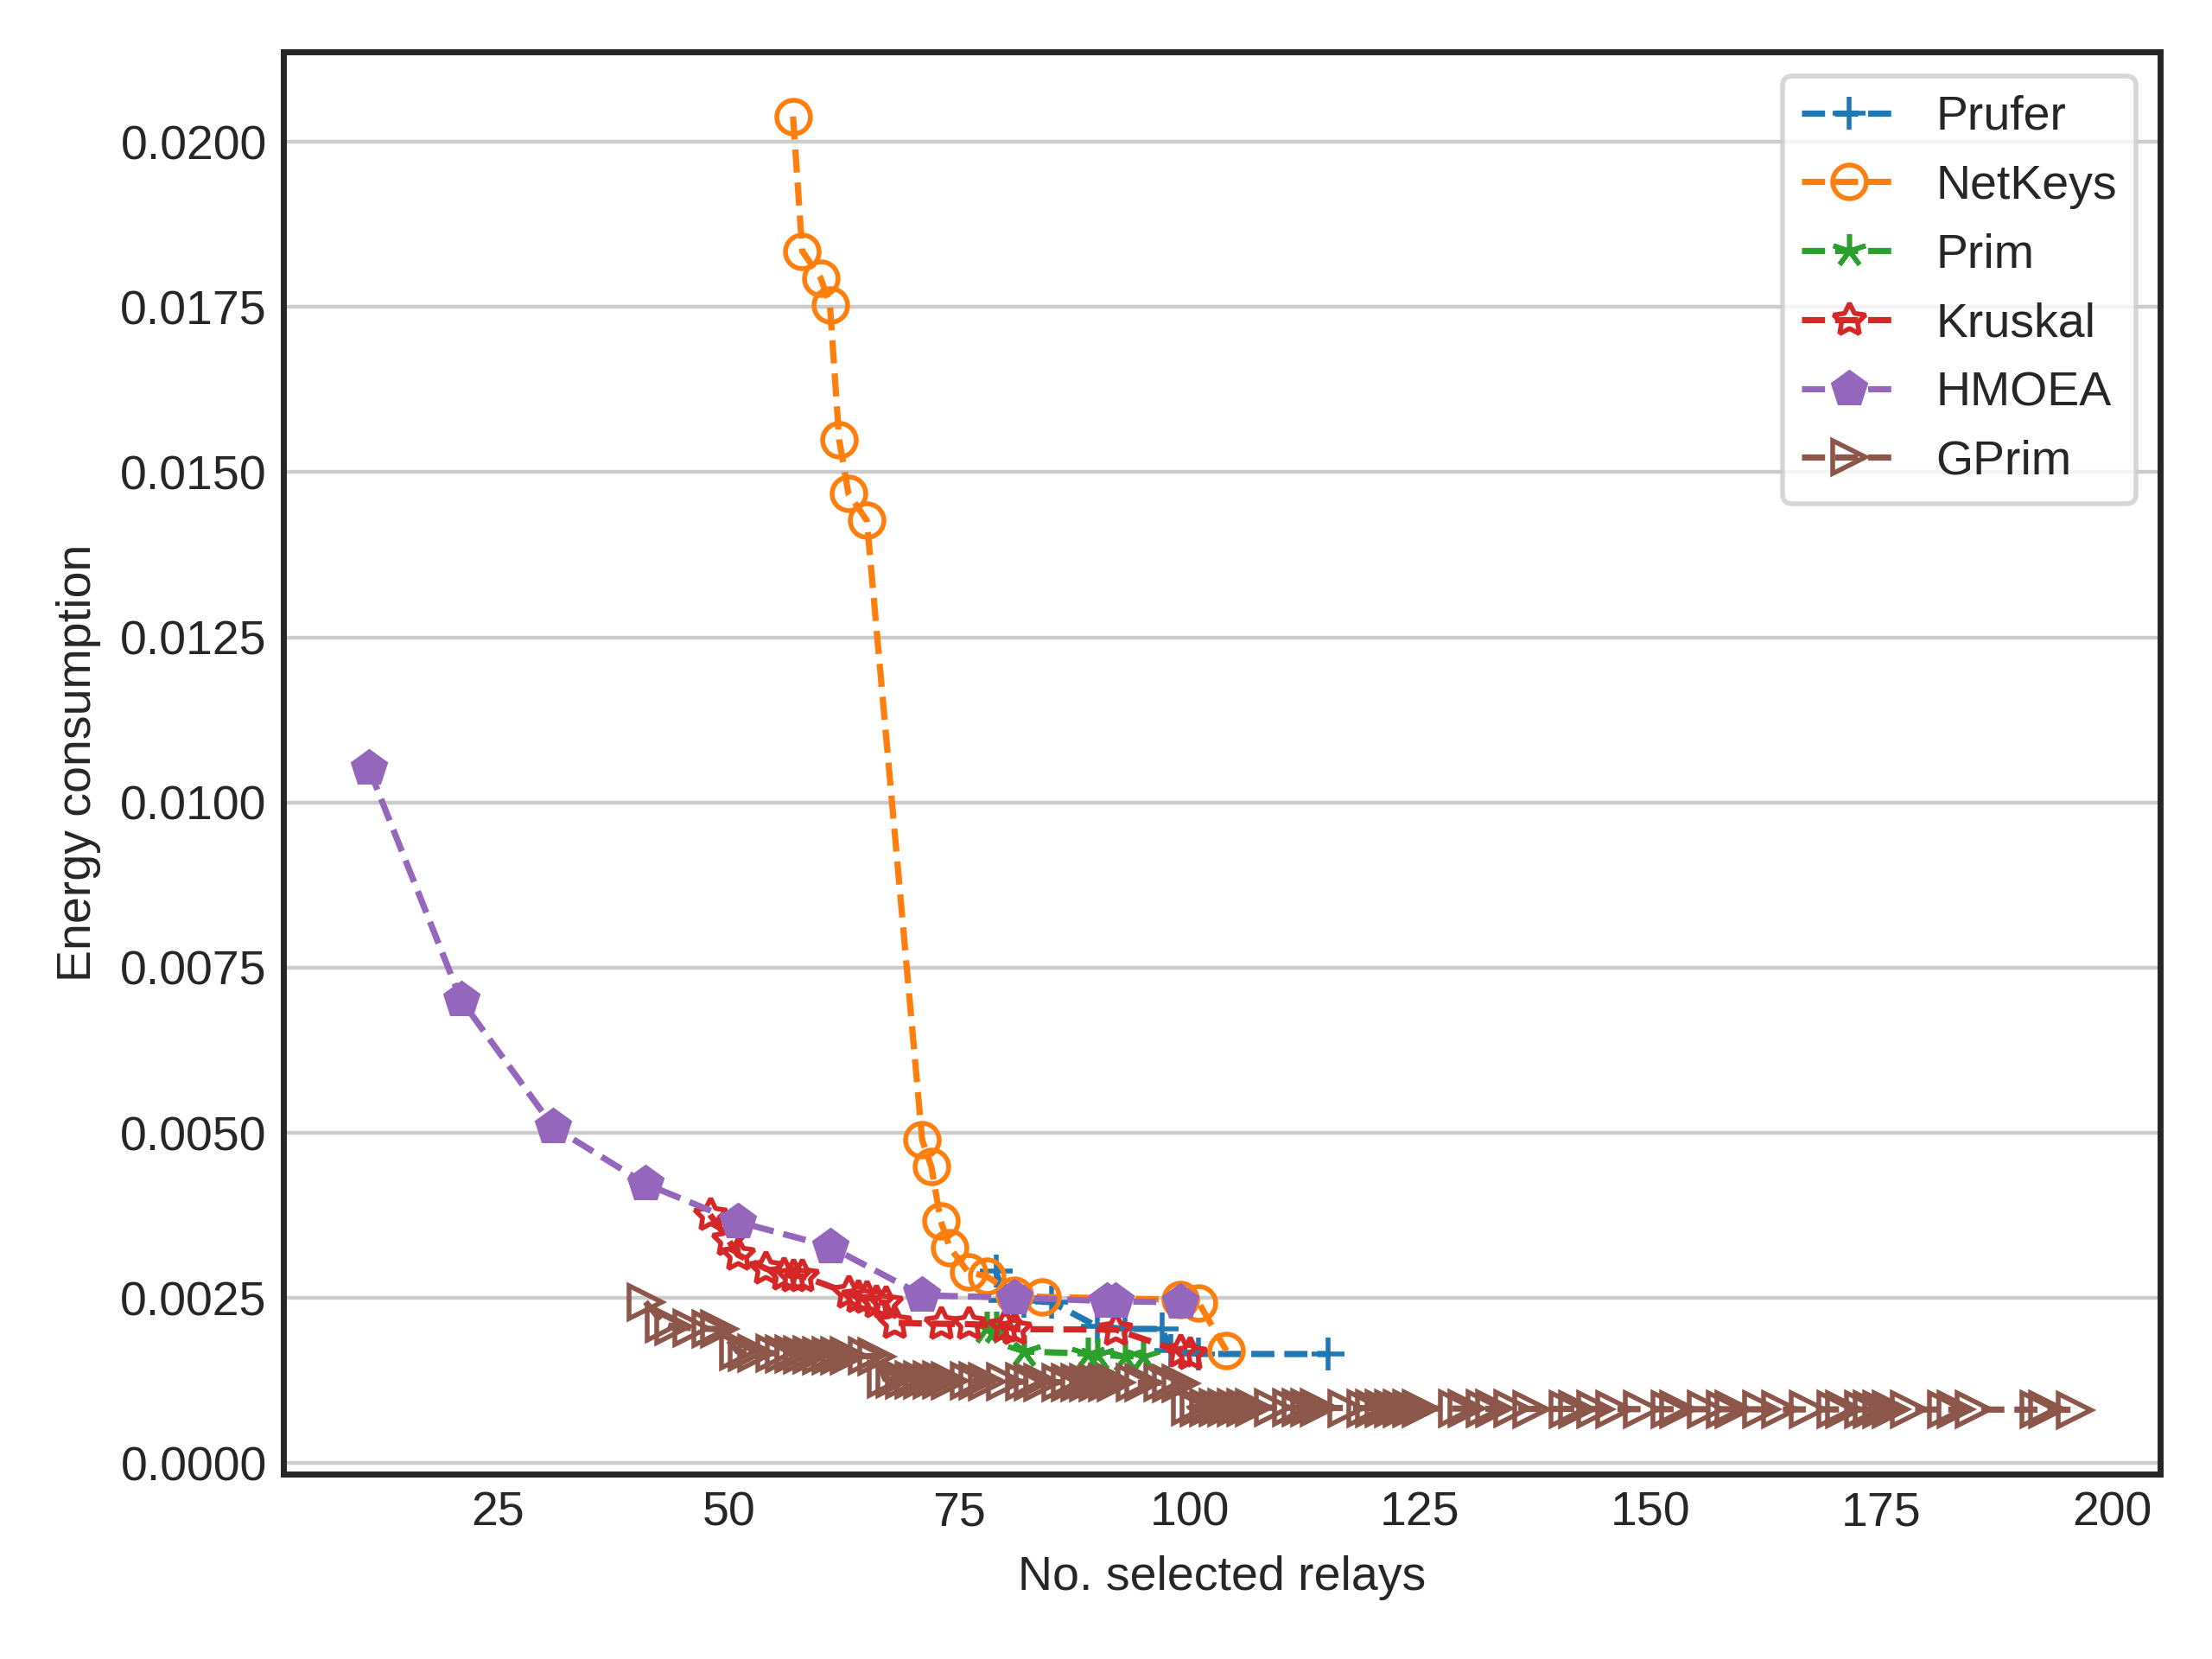 0.0200
0.0175
0.0150
0.0125
0.0100
0.0075
0.0050
0.0025
0.0000
Energy consumption
25 50 75 100 125 150 175 200
No. selected relays
Prufer
NetKeys
Prim
Kruskal
HMOEA
GPrim